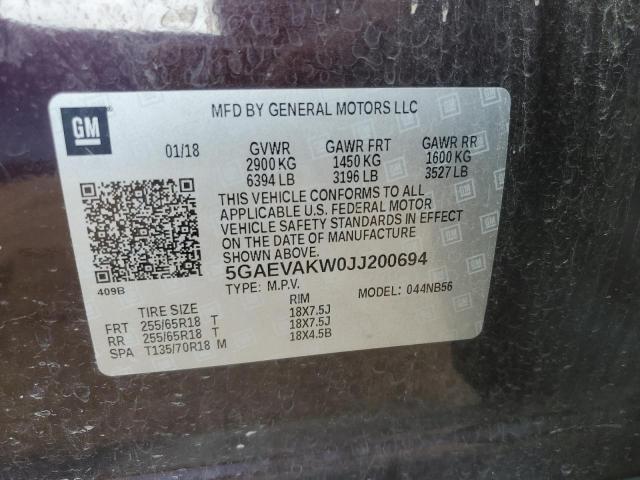 GM
MFD BY GENERAL MOTORS LLC
01/18 GVWR GAWR FRT GAWR RR
2900 KG 1450 KG 1600 KG
6394 LB 3196 LB 3527 LB
THIS VEHICLE CONFORMS TO ALL
APPLICABLE U.S. FEDERAL MOTOR
VEHICLE SAFETY STANDARDS IN EFFECT
ON THE DATE OF MANUFACTURE
SHOWN ABOVE.
409B
5GAEVAKW0JJ200694
TYPE: M.P.V. MODEL: 044NB56
TIRE SIZE RIM
FRT 255/65R18 T 18X7.5J
RR 255/65R18 T 18X7.5J
SPA T135/70R18 M 18X4.5B